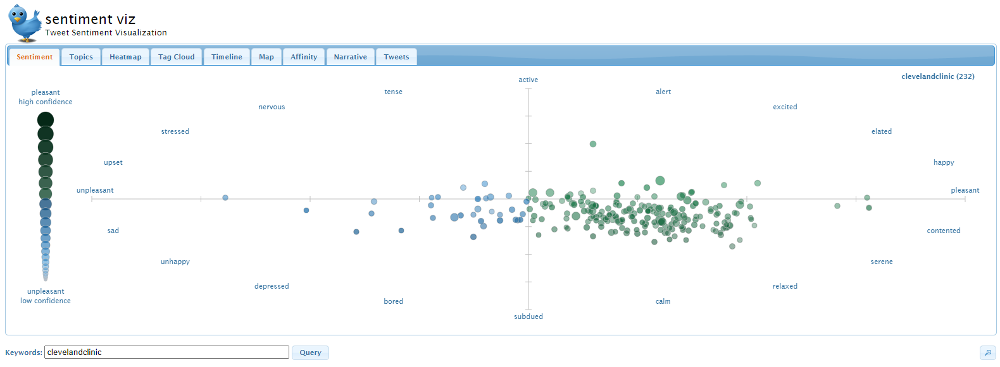 sentiment viz
Tweet Sentiment Visualization
Sentiment Topics Heatmap Tag Cloud Timeline Map Affinity Narrative Tweets
clevelandclinic (232)
active
pleasant
high confidence
tense
alert
nervous
excited
stressed
elated
upset
happy
unpleasant
pleasant
sad
contented
unhappy
serene
depressed
relaxed
unpleasant
low confidence
bored
calm
subdued
Keywords: clevelandclinic Query